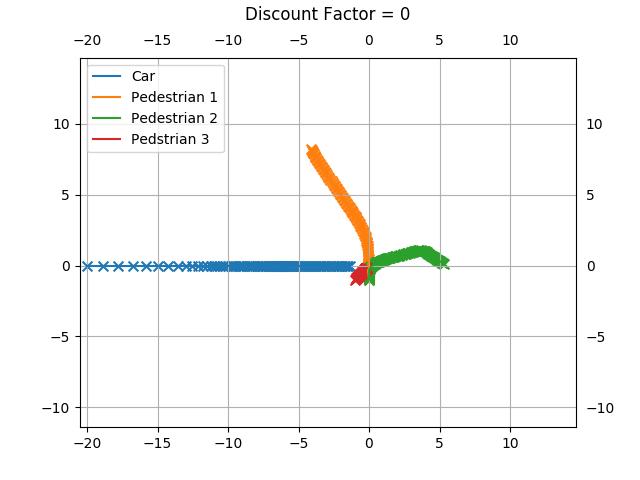 Discount Factor = 0
−20 −15 −10 −5 0 5 10
Car
Pedestrian 1
Pedestrian 2
Pedstrian 3
10 10
5 5
0 0
−5 −5
−10 −10
−20 −15 −10 −5 0 5 10